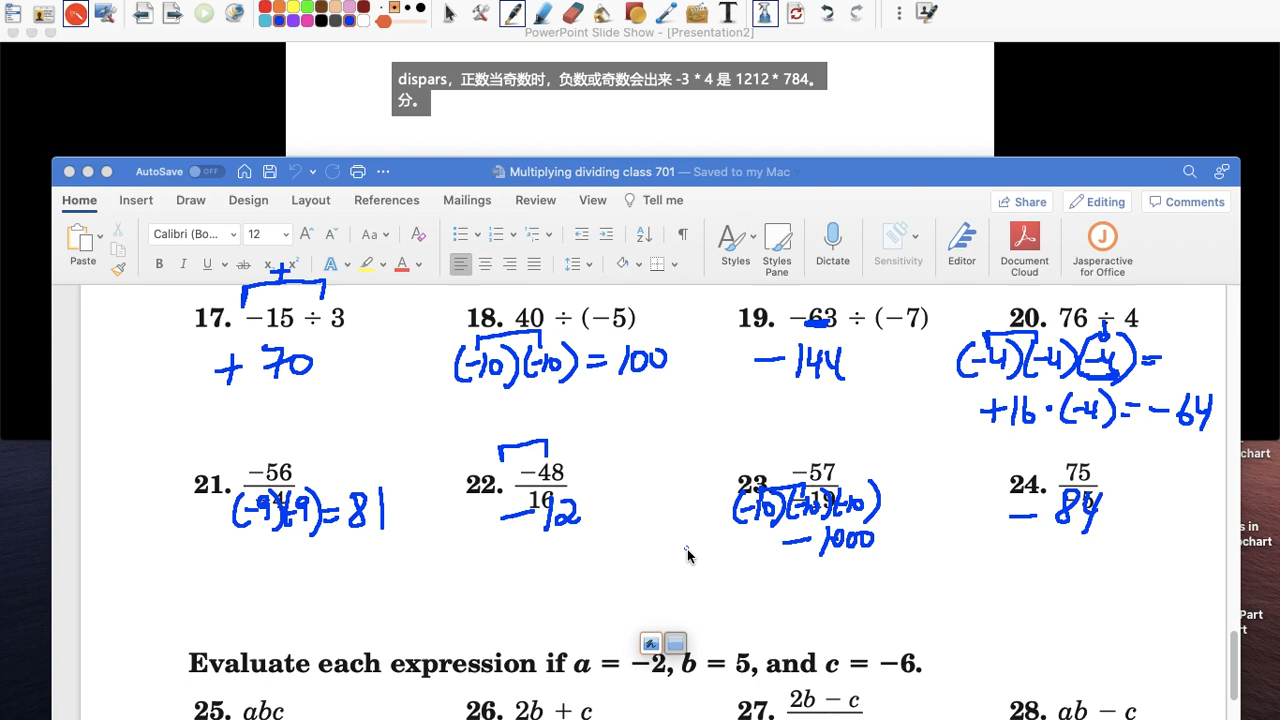 PowerPoint Slide Show - [Presentation2]
dispars，正数当奇数时，负数或奇数会出来 -3 * 4 是 1212 * 784。
分。
AutoSave OFF Multiplying dividing class 701 — Saved to my Mac
Home Insert Draw Design Layout References Mailings Review View Tell me Share Editing Comments
Paste Calibri (Bo... 12 Styles Styles Pane Dictate Sensitivity Editor Document Cloud Jasperactive for Office
+
17. −15 ÷ 3 18. 40 ÷ (−5) 19. −63 ÷ (−7) 20. 76 ÷ 4
+ 70 (-10)(-10) = 100 - 144 (-4)(-4)(-4) =
+16 · (-4) = - 64
21. −56 22. −48 23. −57 24. 75
16 −19
(-9)(-9) = 81 (-10)(-10)(-10) - 84
- 1000
Evaluate each expression if a = −2, b = 5, and c = −6.
25. abc 26. 2b + c 27. 2b − c 28. ab − c
chart
ochart
Part